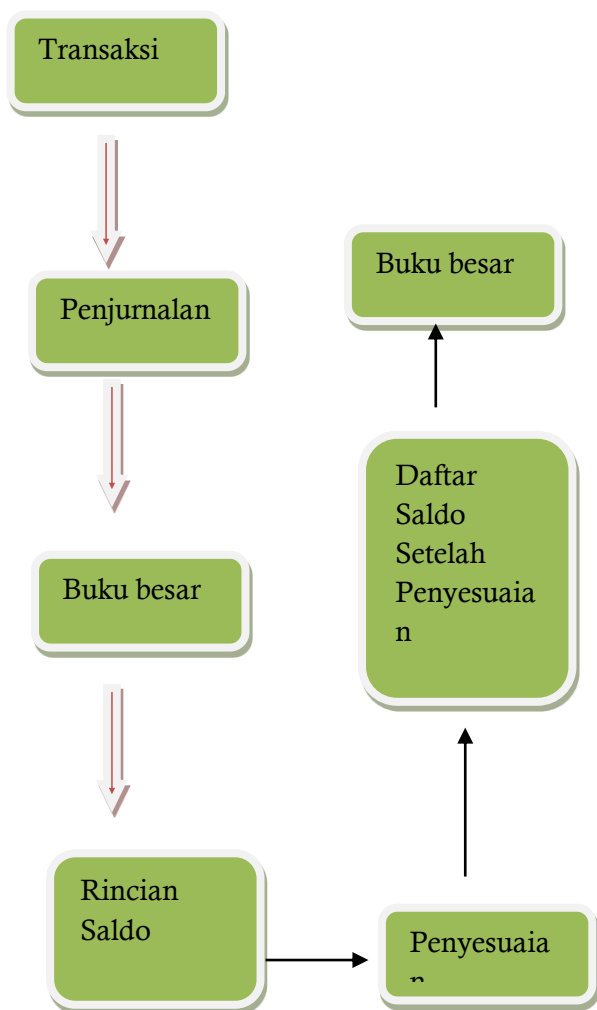 Transaksi
Penjurnalan
Buku besar
Rincian
Saldo
Penyesuaia
n
Daftar
Saldo
Setelah
Penyesuaia
n
Buku besar